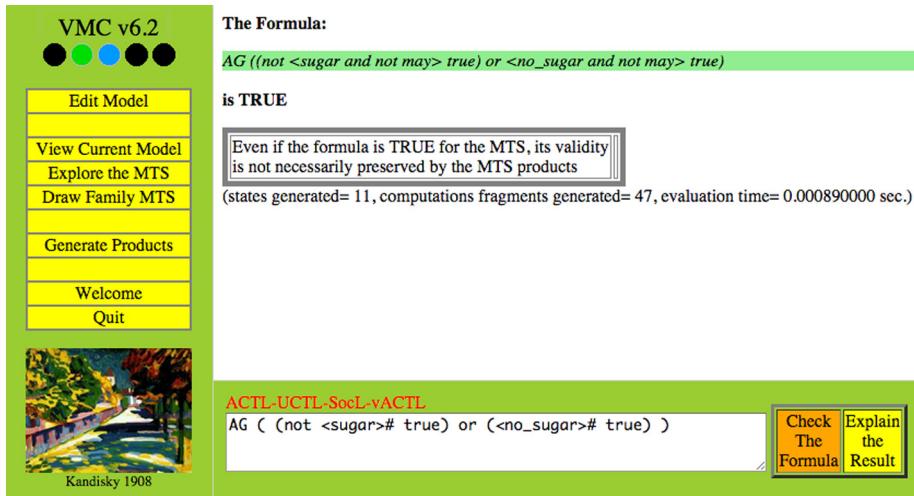 VMC v6.2
Edit Model
View Current Model
Explore the MTS
Draw Family MTS
Generate Products
Welcome
Quit
Kandisky 1908
The Formula:
AG ((not <sugar and not may> true) or <no_sugar and not may> true)
is TRUE
Even if the formula is TRUE for the MTS, its validity
is not necessarily preserved by the MTS products
(states generated= 11, computations fragments generated= 47, evaluation time= 0.000890000 sec.)
ACTL-UCTL-SocL-vACTL
AG ( (not <sugar># true) or (<no_sugar># true) )
Check
The
Formula
Explain
the
Result